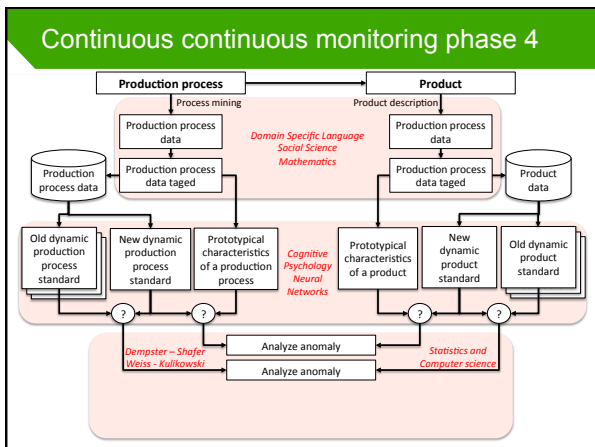 Continuous continuous monitoring phase 4
Production process
Product
Process mining
Product description
Production process
data
Domain Specific Language
Social Science
Mathematics
Production process
data
Production process
data taged
Production process
data taged
Production
process data
Product
data
Old dynamic
production
process
standard
New dynamic
production
process
standard
Prototypical
characteristics
of a production
process
Cognitive
Psychology
Neural
Networks
Prototypical
characteristics
of a product
New
dynamic
product
standard
Old dynamic
product
standard
?
?
?
?
Analyze anomaly
Dempster – Shafer
Weiss - Kulikowski
Statistics and
Computer science
Analyze anomaly